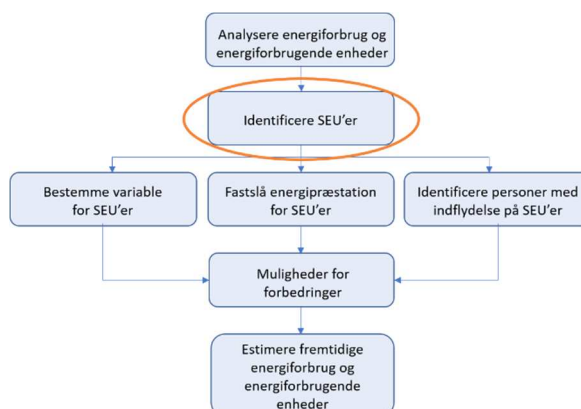 Analysere energiforbrug og
energiforbrugende enheder
Identificere SEU'er
Bestemme variable
for SEU'er
Fastslå energipræstation
for SEU'er
Identificere personer med
indflydelse på SEU'er
Muligheder for
forbedringer
Estimere fremtidige
energiforbrug og
energiforbrugende
enheder